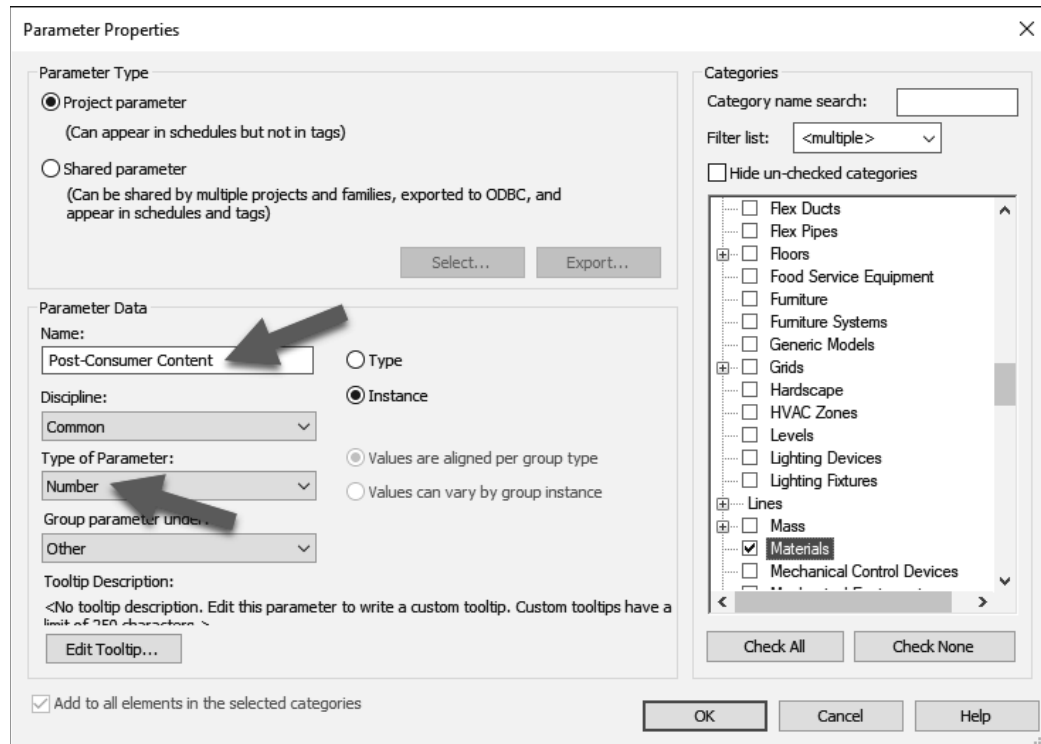 Parameter Properties
Parameter Type
Project parameter
(Can appear in schedules but not in tags)
Shared parameter
(Can be shared by multiple projects and families, exported to ODBC, and
appear in schedules and tags)
Select...
Export...
Parameter Data
Name:
Post-Consumer Content
Type
Instance
Discipline:
Common
Type of Parameter:
Number
Values are aligned per group type
Values can vary by group instance
Group parameter under:
Other
Tooltip Description:
<No tooltip description. Edit this parameter to write a custom tooltip. Custom tooltips have a
limit of 250 characters.>
Edit Tooltip...
Add to all elements in the selected categories
Categories
Category name search:
Filter list:
<multiple>
Hide un-checked categories
Flex Ducts
Flex Pipes
Floors
Food Service Equipment
Furniture
Furniture Systems
Generic Models
Grids
Hardscape
HVAC Zones
Levels
Lighting Devices
Lighting Fixtures
Lines
Mass
Materials
Mechanical Control Devices
Check All
Check None
OK
Cancel
Help